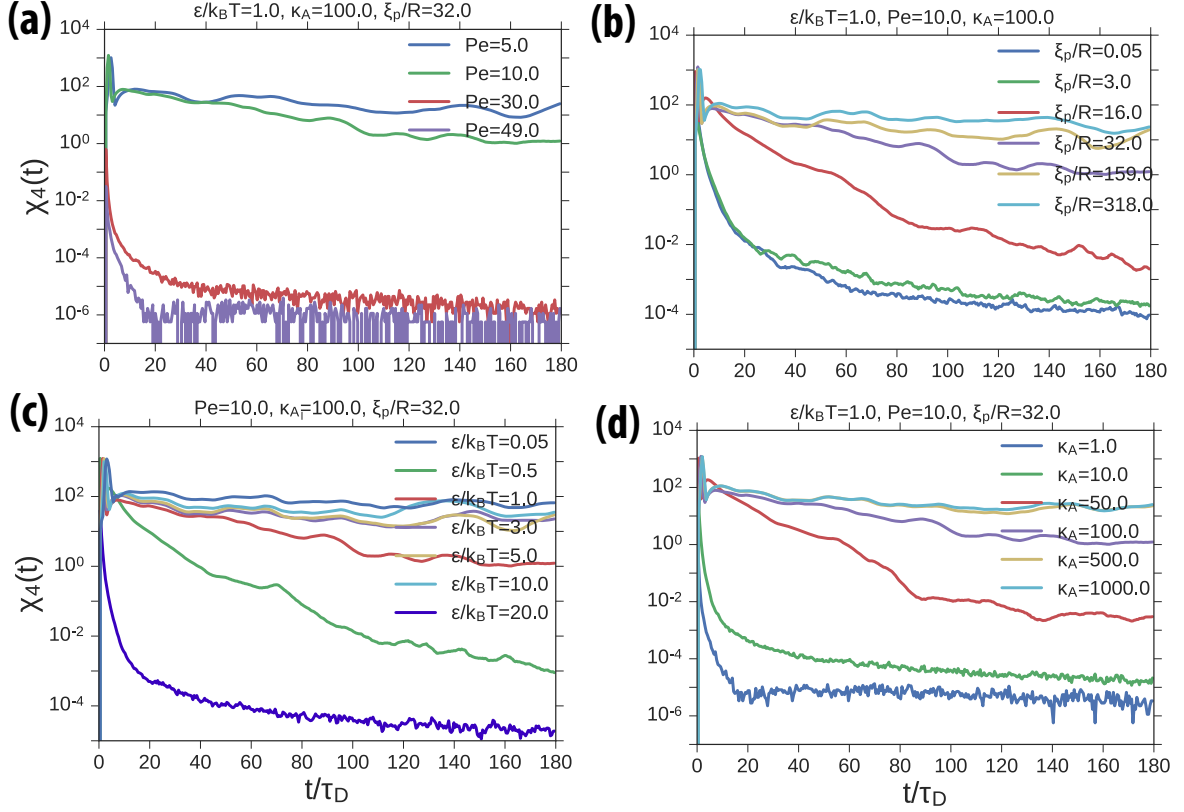 (a)
ε/k_BT=1.0, κ_A=100.0, ξ_p/R=32.0
χ_4(t)
10^4
10^2
10^0
10^-2
10^-4
10^-6
Pe=5.0
Pe=10.0
Pe=30.0
Pe=49.0
0 20 40 60 80 100 120 140 160 180
(b)
ε/k_BT=1.0, Pe=10.0, κ_A=100.0
10^4
10^2
10^0
10^-2
10^-4
ξ_p/R=0.05
ξ_p/R=3.0
ξ_p/R=16.0
ξ_p/R=32.0
ξ_p/R=159.0
ξ_p/R=318.0
0 20 40 60 80 100 120 140 160 180
(c)
Pe=10.0, κ_A=100.0, ξ_p/R=32.0
χ_4(t)
10^4
10^2
10^0
10^-2
10^-4
ε/k_BT=0.05
ε/k_BT=0.5
ε/k_BT=1.0
ε/k_BT=3.0
ε/k_BT=5.0
ε/k_BT=10.0
ε/k_BT=20.0
0 20 40 60 80 100 120 140 160 180
t/τ_D
(d)
ε/k_BT=1.0, Pe=10.0, ξ_p/R=32.0
10^4
10^2
10^0
10^-2
10^-4
10^-6
κ_A=1.0
κ_A=10.0
κ_A=50.0
κ_A=100.0
κ_A=500.0
κ_A=1000.0
0 20 40 60 80 100 120 140 160 180
t/τ_D